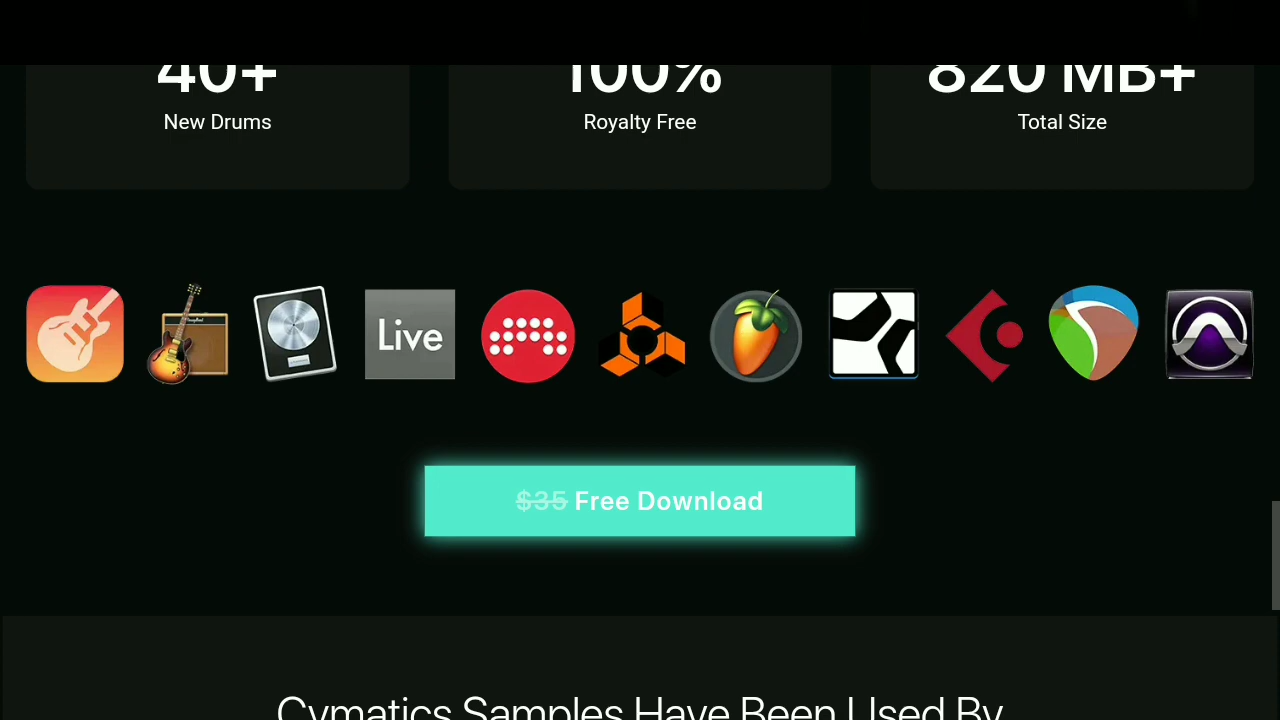 40+
New Drums
100%
Royalty Free
820 MB+
Total Size
Live
$35 Free Download
Cymatics Samples Have Been Used By